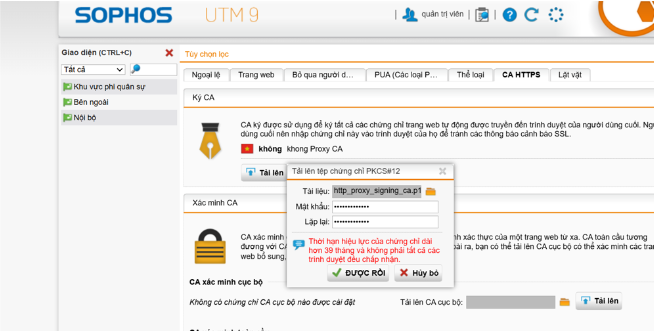 SOPHOS UTM 9
quản trị viên
Giao diện (CTRL+C)
Tất cả
Khu vực phi quân sự
Bên ngoài
Nội bộ
Tùy chọn lọc
Ngoại lệ Trang web Bỏ qua người d... PUA (Các loại P... Thể loại CA HTTPS Lặt vặt
Ký CA
CA ký được sử dụng để ký tất cả các chứng chỉ trang web tự động được truyền đến trình duyệt của người dùng cuối. Ngư
dùng cuối nên nhập chứng chỉ này vào trình duyệt của họ để tránh các thông báo cảnh báo SSL.
không khong Proxy CA
Tải lên
Tải lên tệp chứng chỉ PKCS#12
Tài liệu: http_proxy_signing_ca.p1
Mật khẩu:
Lặp lại:
Thời hạn hiệu lực của chứng chỉ dài
hơn 39 tháng và không phải tất cả các
trình duyệt đều chấp nhận.
ĐƯỢC RỒI Hủy bỏ
Xác minh CA
CA xác minh
nh xác thực của một trang web từ xa. CA toàn cầu tương
đương với CA
ài ra, bạn có thể tải lên CA cục bộ có thể xác minh các tran
web bổ sung,
CA xác minh cục bộ
Không có chứng chỉ CA cục bộ nào được cài đặt
Tải lên CA cục bộ: Tải lên